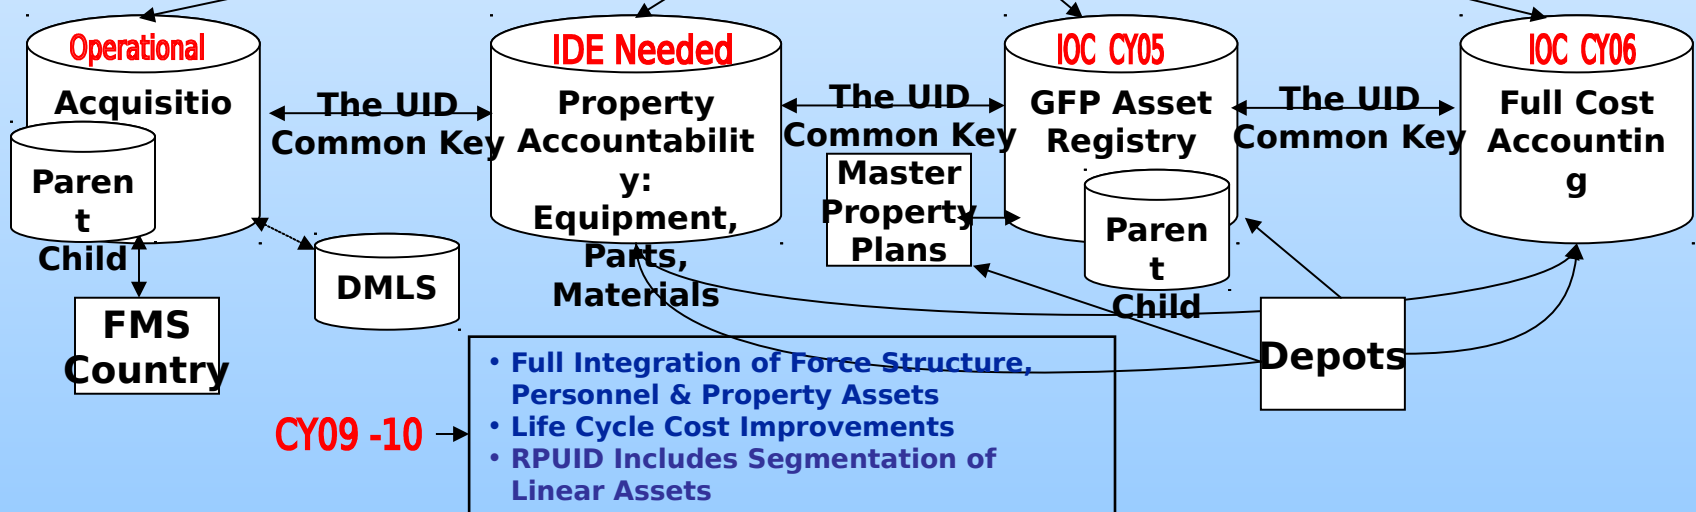 Operational
Acquisitio
Paren
t
Child
FMS
Country
DMLS
The UID
Common Key
IDE Needed
Property
Accountabilit
y:
Equipment,
Parts,
Materials
The UID
Common Key
Master
Property
Plans
IOC CY05
GFP Asset
Registry
Paren
t
Child
The UID
Common Key
IOC CY06
Full Cost
Accountin
g
Depots
CY09 -10
• Full Integration of Force Structure,
Personnel & Property Assets
• Life Cycle Cost Improvements
• RPUID Includes Segmentation of
Linear Assets